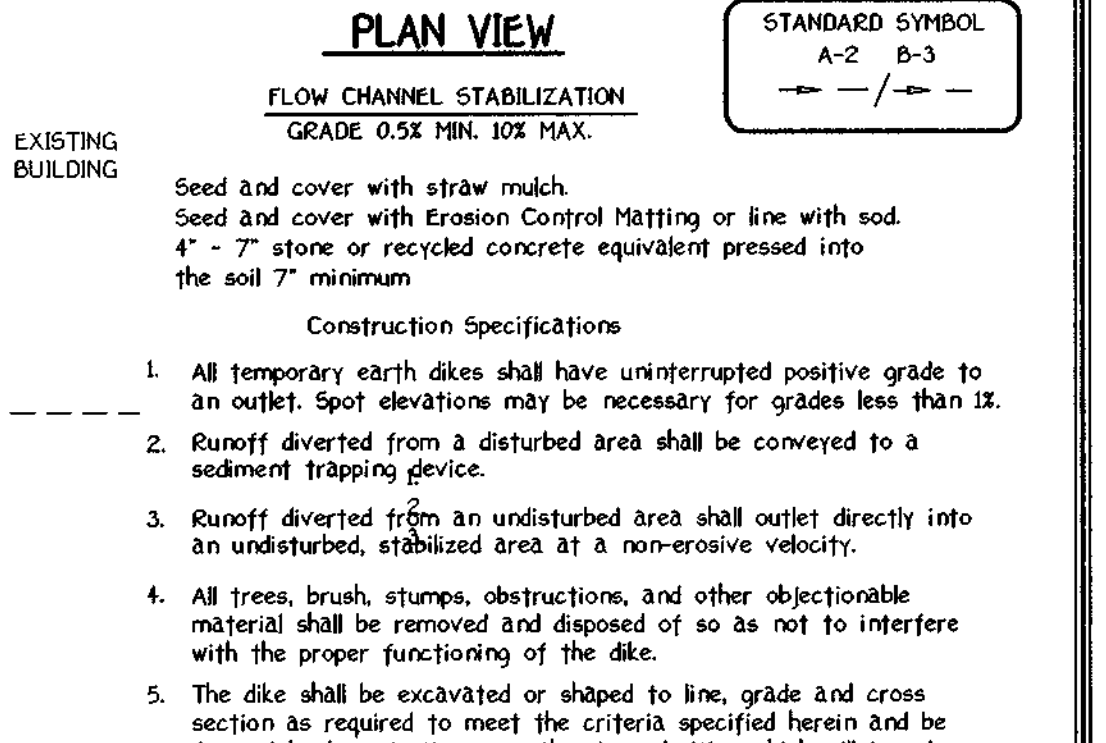 PLAN VIEW
STANDARD SYMBOL
A-2 B-3
FLOW CHANNEL STABILIZATION
GRADE 0.5% MIN. 10% MAX.
EXISTING
BUILDING
Seed and cover with straw mulch.
Seed and cover with Erosion Control Matting or line with sod.
4" - 7" stone or recycled concrete equivalent pressed into
the soil 7" minimum
Construction Specifications
1. All temporary earth dikes shall have uninterrupted positive grade to
an outlet. Spot elevations may be necessary for grades less than 1%.
2. Runoff diverted from a disturbed area shall be conveyed to a
sediment trapping device.
3. Runoff diverted from an undisturbed area shall outlet directly into
an undisturbed, stabilized area at a non-erosive velocity.
4. All trees, brush, stumps, obstructions, and other objectionable
material shall be removed and disposed of so as not to interfere
with the proper functioning of the dike.
5. The dike shall be excavated or shaped to line, grade and cross
section as required to meet the criteria specified herein and be